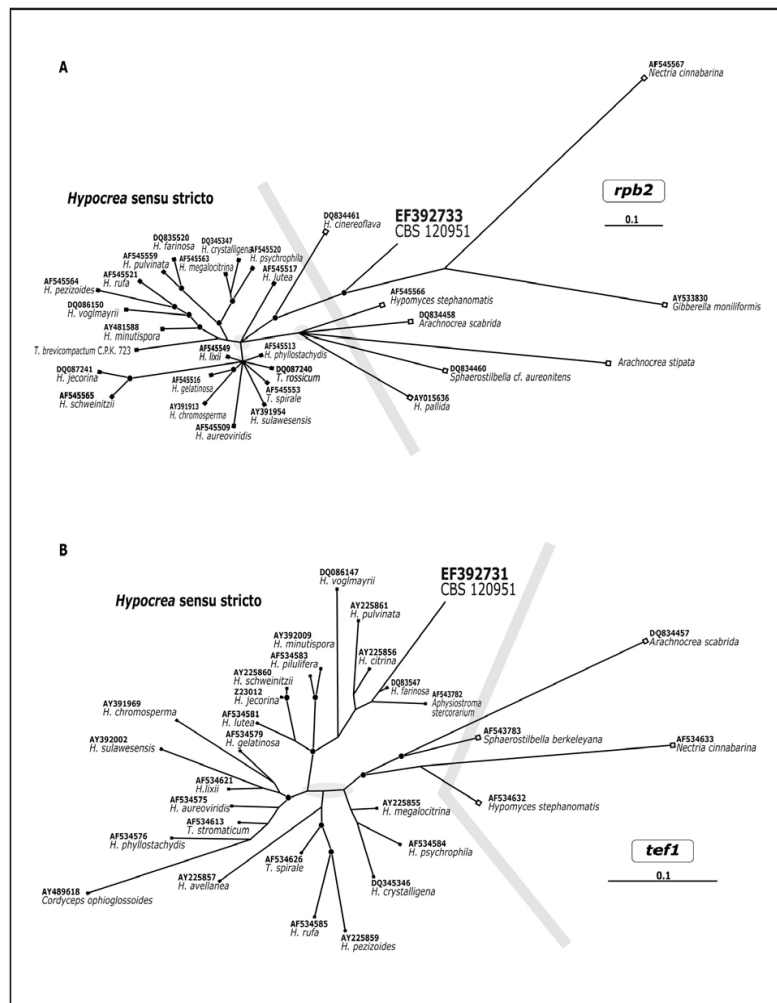 A
AF545567
Nectria cinnabarina
rpb2
0.1
Hypocrea sensu stricto
DQ834461
H. cinereoflava
EF392733
CBS 120951
DQ835520
H. farinosa
DQ345347
H. crystalligena
AF545520
H. psychrophila
AF545559
H. pulvinata
AF545563
H. megalocitrina
AF545517
H. lutea
AF545521
H. rufa
AF545564
H. pezizoides
DQ086150
H. voglmayrii
AY481588
H. minutispora
T. brevicompactum C.P.K. 723
AF545566
Hypomyces stephanomatis
AY533830
Gibberella moniliformis
DQ834458
Arachnocrea scabrida
AF545549
H. lixii
AF545513
H. phyllostachydis
Arachnocrea stipata
DQ087241
H. jecorina
AF545516
H. gelatinosa
DQ087240
T. rossicum
DQ834460
Sphaerostilbella cf. aureonitens
AF545565
H. schweinitzii
AF545553
T. spirale
AY015636
H. pallida
AY391913
H. chromosperma
AY391954
H. sulawesensis
AF545509
H. aureoviridis
B
DQ086147
H. voglmayrii
EF392731
CBS 120951
Hypocrea sensu stricto
AY225861
H. pulvinata
DQ834457
Arachnocrea scabrida
AY392009
H. minutispora
AF534583
H. pilulifera
AY225856
H. citrina
AY225860
H. schweinitzii
Z23012
H. jecorina
DQ83547
H. farinosa
AF543782
Aphysiostroma
stercorarium
AY391969
H. chromosperma
AF534581
H. lutea
AF543783
Sphaerostilbella berkeleyana
AF534633
Nectria cinnabarina
AY392002
H. sulawesensis
AF534579
H. gelatinosa
AF534621
H.lixii
AF534632
Hypomyces stephanomatis
AF534575
H. aureoviridis
AY225855
H. megalocitrina
AF534613
T. stromaticum
AF534576
H. phyllostachydis
AF534584
H. psychrophila
tef1
0.1
AF534626
T. spirale
AY225857
H. avellanea
DQ345346
H. crystalligena
AY489618
Cordyceps ophioglossoides
AF534585
H. rufa
AY225859
H. pezizoides